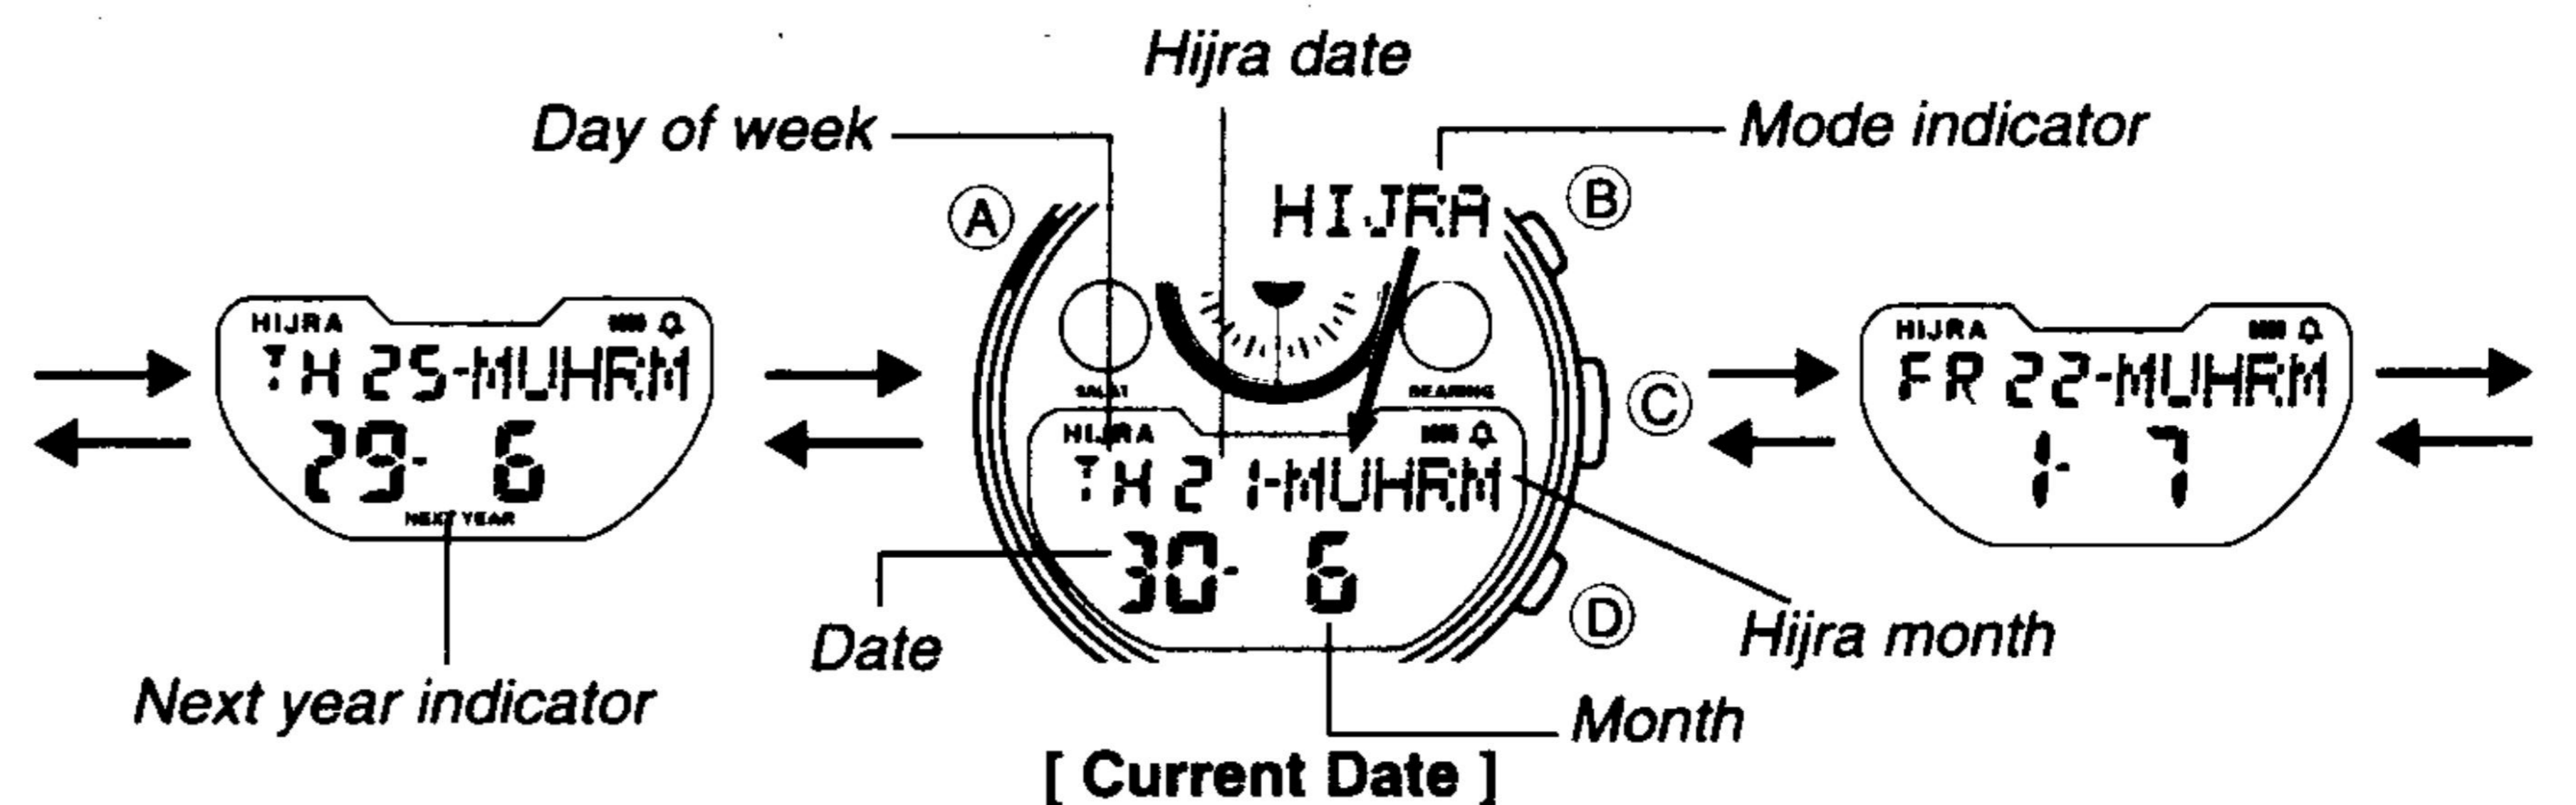 Hijra date
Day of week
Mode indicator
A
HIJRA
B
HIJRA
TH 25-MUHRM
29- 6
NEXT YEAR
BEARING
HIJRA
TH 21-MUHRM
30- 6
C
HIJRA
FR 22-MUHRM
1- 7
D
Date
Hijra month
Next year indicator
Month
[ Current Date ]